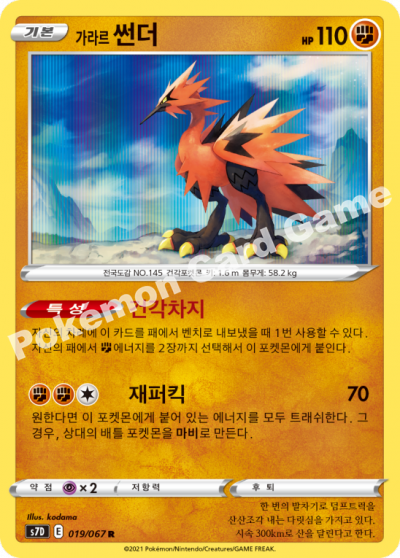 기본 가라르 썬더 HP 110
전국도감 NO.145 건각포켓몬 키: 1.6 m 몸무게: 58.2 kg
특성 건각차지
자신의 차례에 이 카드를 패에서 벤치로 내보냈을 때 1번 사용할 수 있다.
자신의 패에서 에너지를 2장까지 선택해서 이 포켓몬에게 붙인다.
재퍼킥 70
원한다면 이 포켓몬에게 붙어 있는 에너지를 모두 트래쉬한다. 그
경우, 상대의 배틀 포켓몬을 마비로 만든다.
약점 ×2 저항력 후퇴
Illus. kodama
s7D E 019/067 R
한 번의 발차기로 덤프트럭을
산산조각 내는 다릿심을 가지고 있다.
시속 300km로 산을 달린다고 한다.
©2021 Pokémon/Nintendo/Creatures/GAME FREAK.
Pokémon Card Game